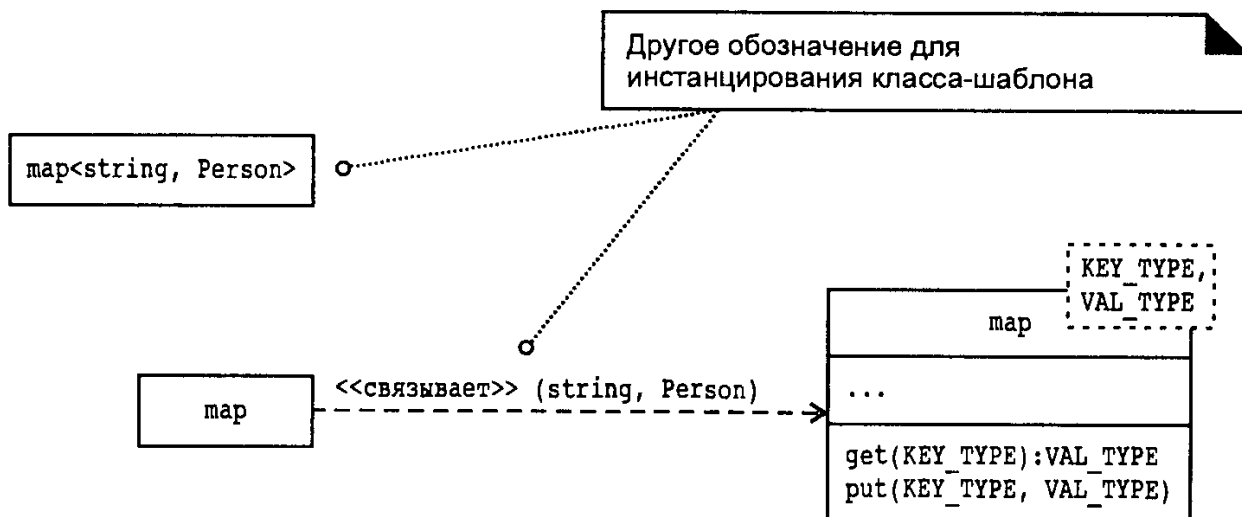 Другое обозначение для
инстанцирования класса-шаблона
map<string, Person>
KEY_TYPE,
VAL_TYPE
map
<<связывает>> (string, Person)
map
...
get(KEY_TYPE):VAL_TYPE
put(KEY_TYPE, VAL_TYPE)